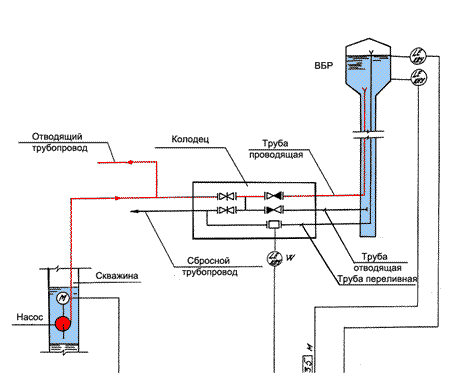 ВБР
Отводящий
трубопровод
Колодец
Труба
проводящая
Сбросной
трубопровод
W
Труба
отводящая
Труба переливная
Скважина
М
Насос
М